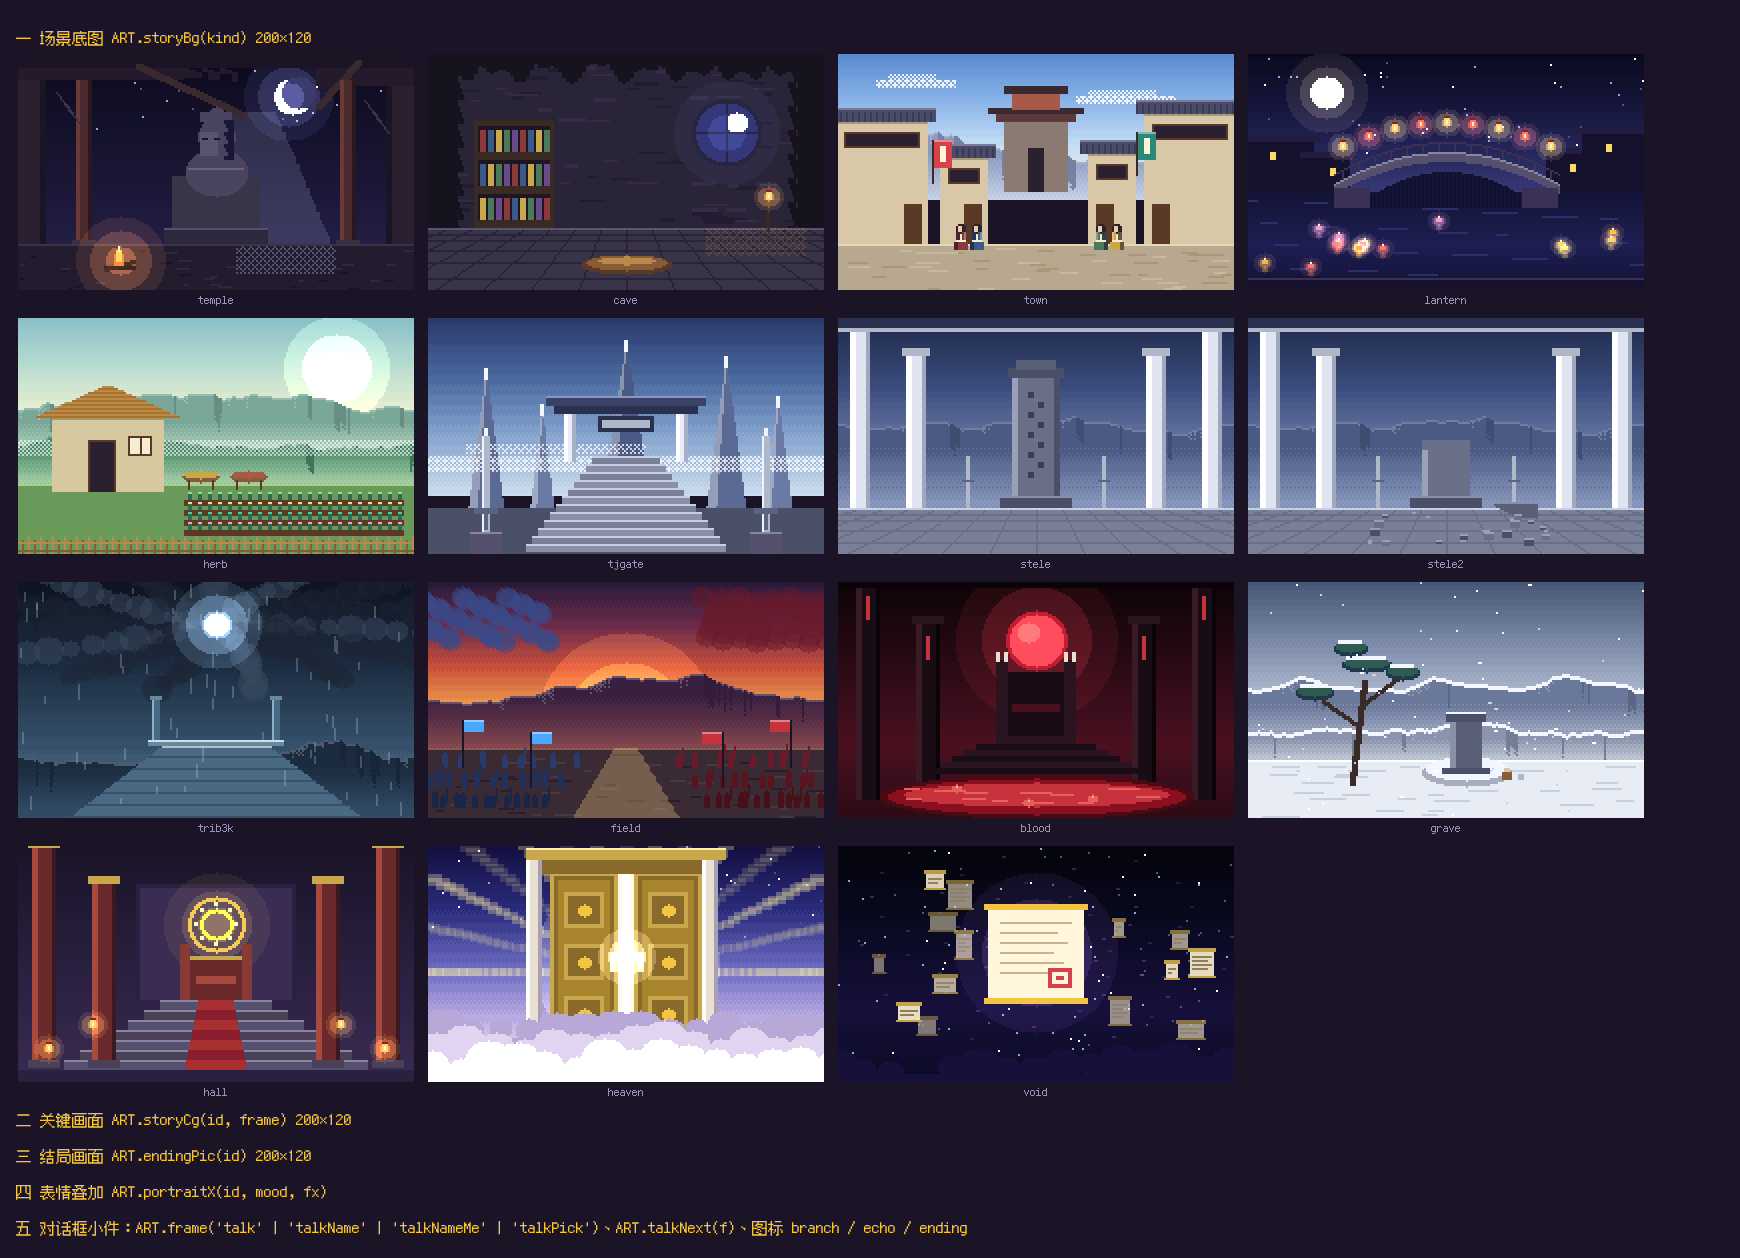 一 场景底图 ART.storyBg(kind) 200×120
temple
cave
town
lantern
herb
tjgate
stele
stele2
trib3k
field
blood
grave
hall
heaven
void
二 关键画面 ART.storyCg(id, frame) 200×120
三 结局画面 ART.endingPic(id) 200×120
四 表情叠加 ART.portraitX(id, mood, fx)
五 对话框小件：ART.frame('talk' | 'talkName' | 'talkNameMe' | 'talkPick')、ART.talkNext(f)、图标 branch / echo / ending